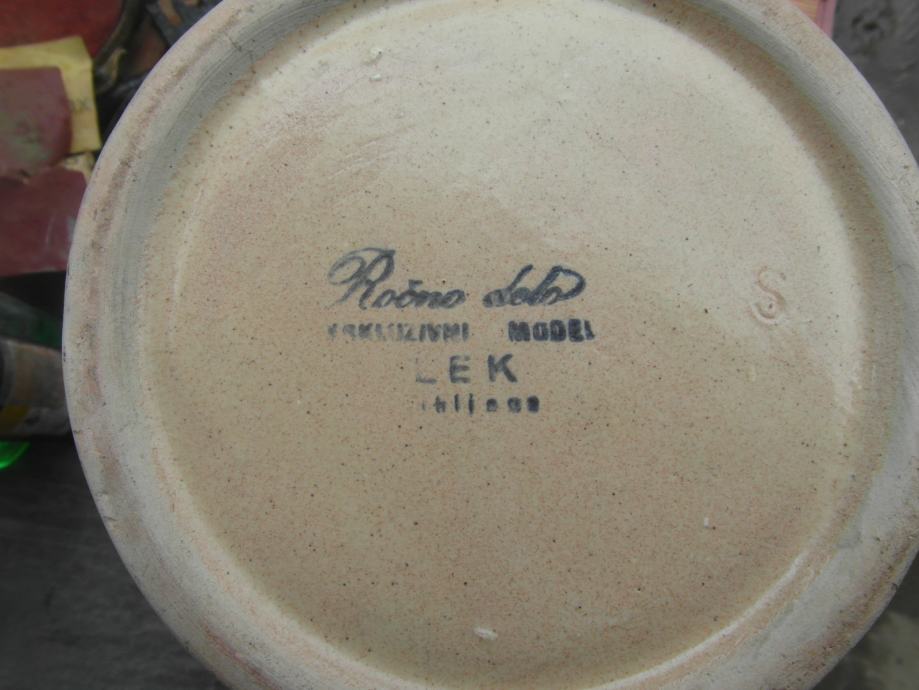 Ročno delo
EKSKLUZIVNI MODEL
LEK
S